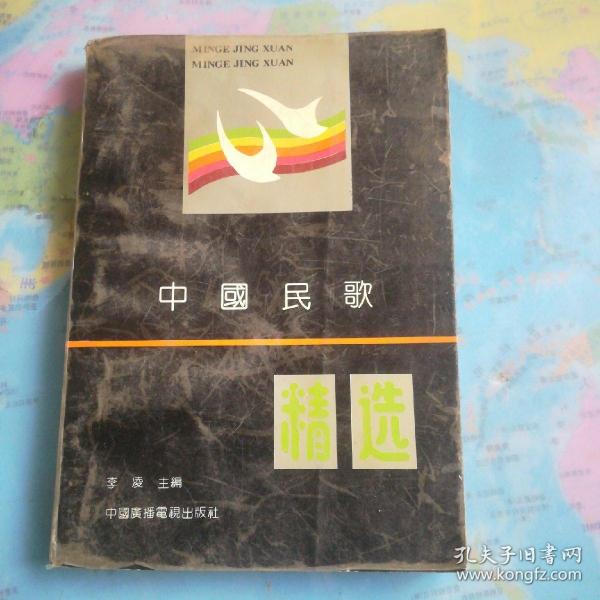 MINGE JING XUAN
MINGE JING XUAN
中國民歌
精选
李凌 主編
中國廣播電視出版社
孔夫子旧书网
www.kongfz.com